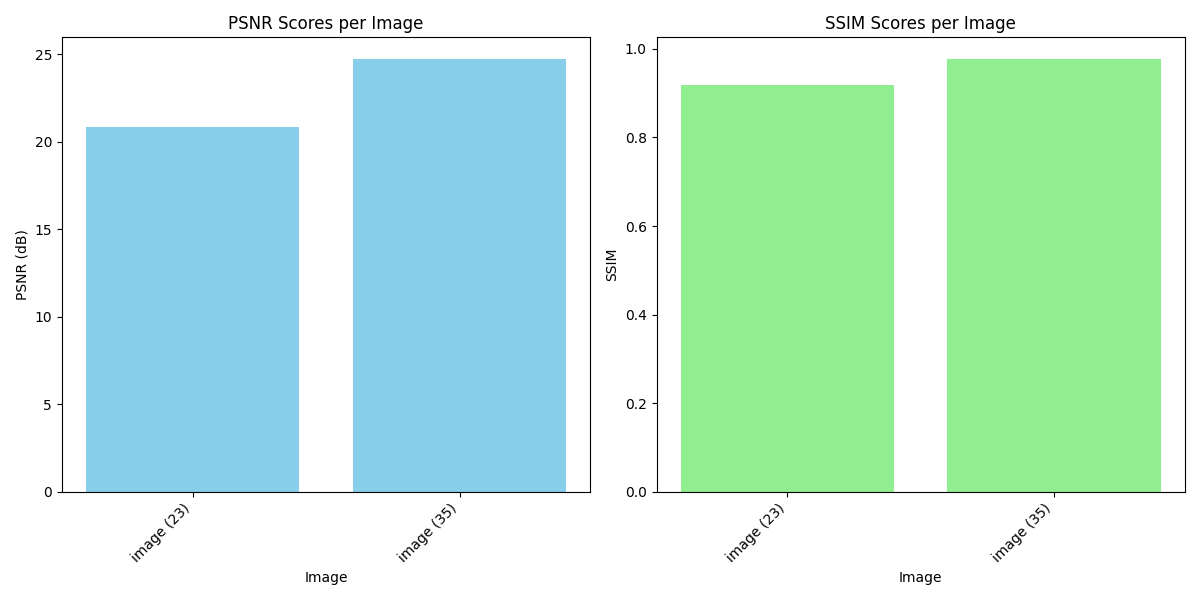 PSNR Scores per Image
25
20
15
10
5
0
PSNR (dB)
image (23)
image (35)
Image
SSIM Scores per Image
1.0
0.8
0.6
0.4
0.2
0.0
SSIM
image (23)
image (35)
Image